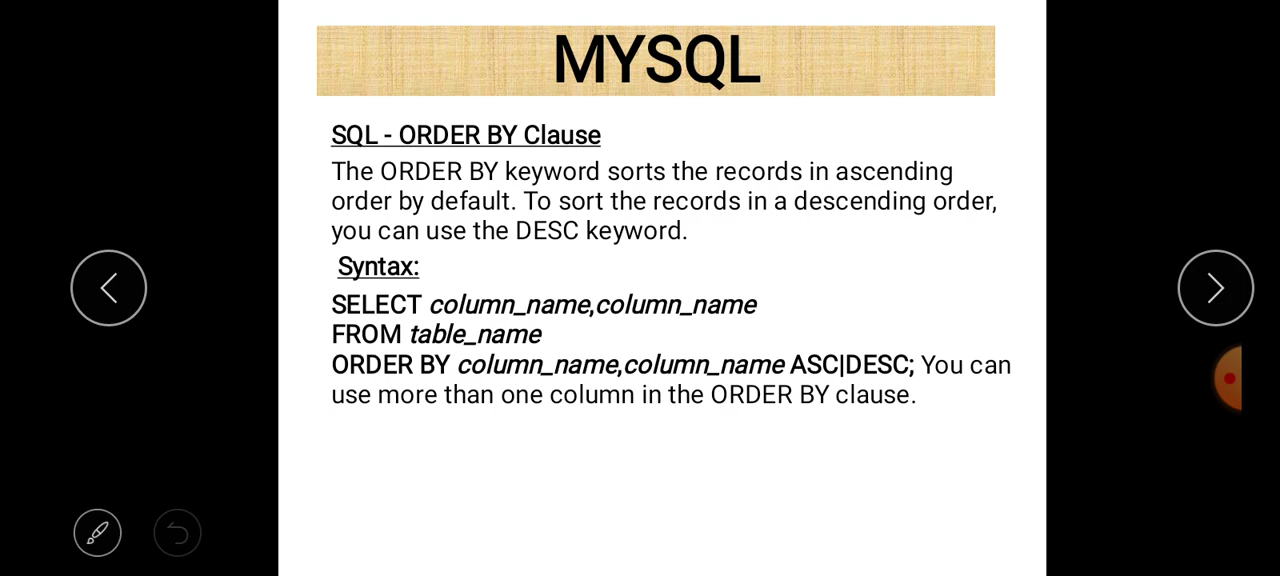 MYSQL
SQL - ORDER BY Clause
The ORDER BY keyword sorts the records in ascending
order by default. To sort the records in a descending order,
you can use the DESC keyword.
Syntax:
SELECT column_name,column_name
FROM table_name
ORDER BY column_name,column_name ASC|DESC; You can
use more than one column in the ORDER BY clause.